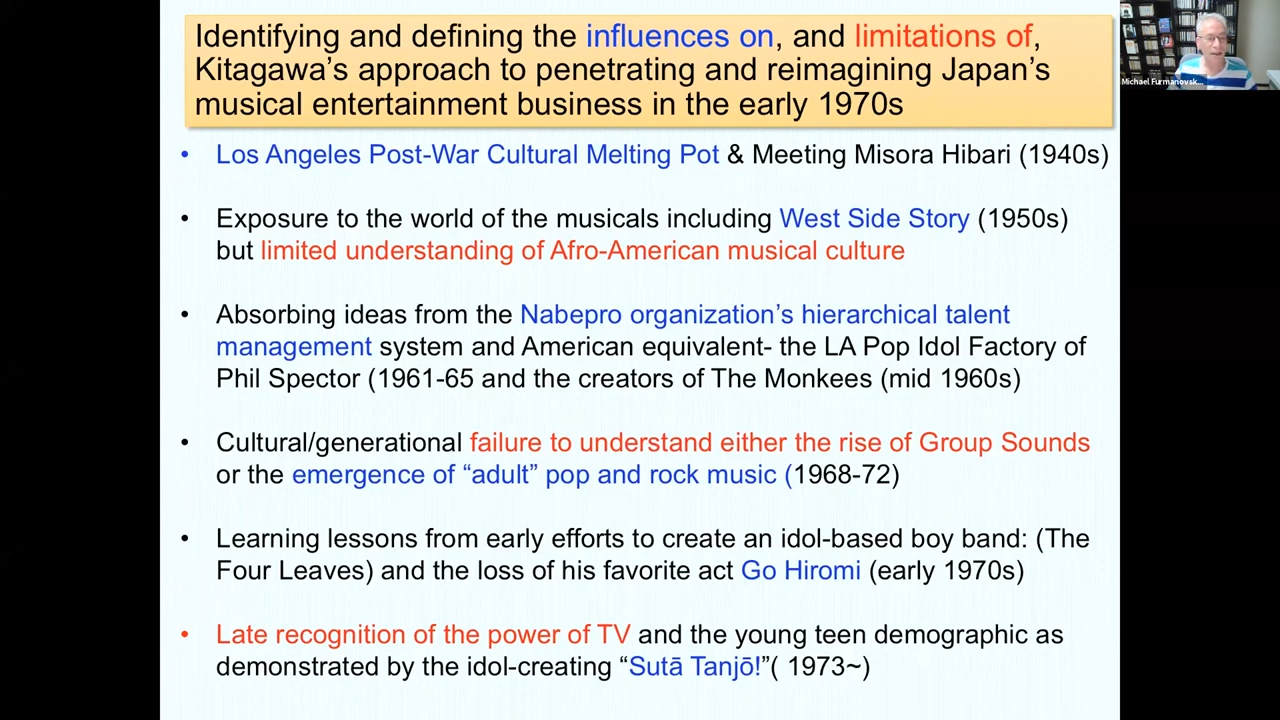 Identifying and defining the influences on, and limitations of,
Kitagawa's approach to penetrating and reimagining Japan's
musical entertainment business in the early 1970s
Michael Furmanovsk...
• Los Angeles Post-War Cultural Melting Pot & Meeting Misora Hibari (1940s)
• Exposure to the world of the musicals including West Side Story (1950s)
but limited understanding of Afro-American musical culture
• Absorbing ideas from the Nabepro organization's hierarchical talent
management system and American equivalent- the LA Pop Idol Factory of
Phil Spector (1961-65 and the creators of The Monkees (mid 1960s)
• Cultural/generational failure to understand either the rise of Group Sounds
or the emergence of “adult” pop and rock music (1968-72)
• Learning lessons from early efforts to create an idol-based boy band: (The
Four Leaves) and the loss of his favorite act Go Hiromi (early 1970s)
• Late recognition of the power of TV and the young teen demographic as
demonstrated by the idol-creating “Sutā Tanjō!”( 1973~)